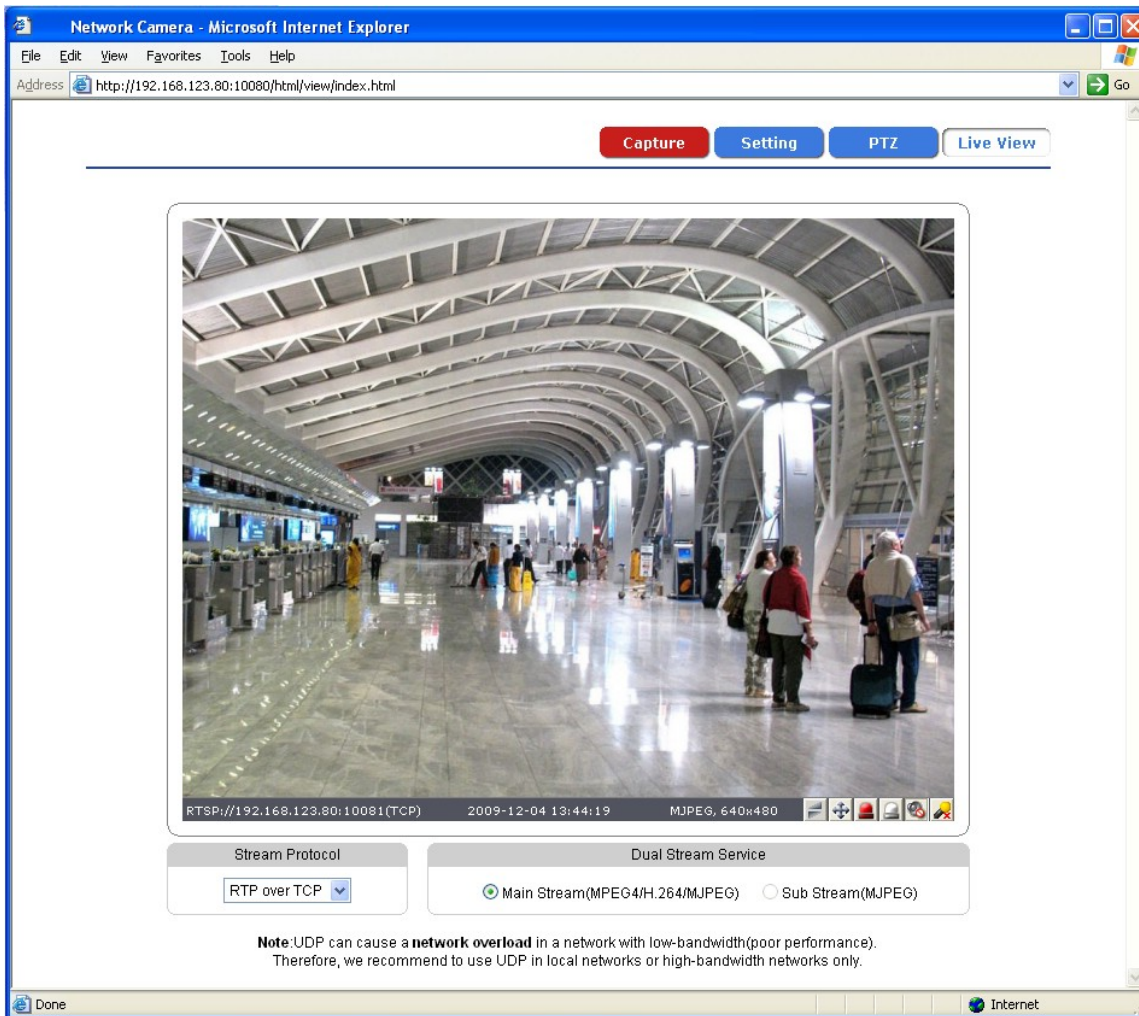 Network Camera - Microsoft Internet Explorer
File Edit View Favorites Tools Help
Address http://192.168.123.80:10080/html/view/index.html Go
Capture Setting PTZ Live View
RTSP://192.168.123.80:10081(TCP) 2009-12-04 13:44:19 MJPEG, 640x480
Stream Protocol Dual Stream Service
RTP over TCP Main Stream(MPEG4/H.264/MJPEG) Sub Stream(MJPEG)
Note:UDP can cause a network overload in a network with low-bandwidth(poor performance).
Therefore, we recommend to use UDP in local networks or high-bandwidth networks only.
Done Internet